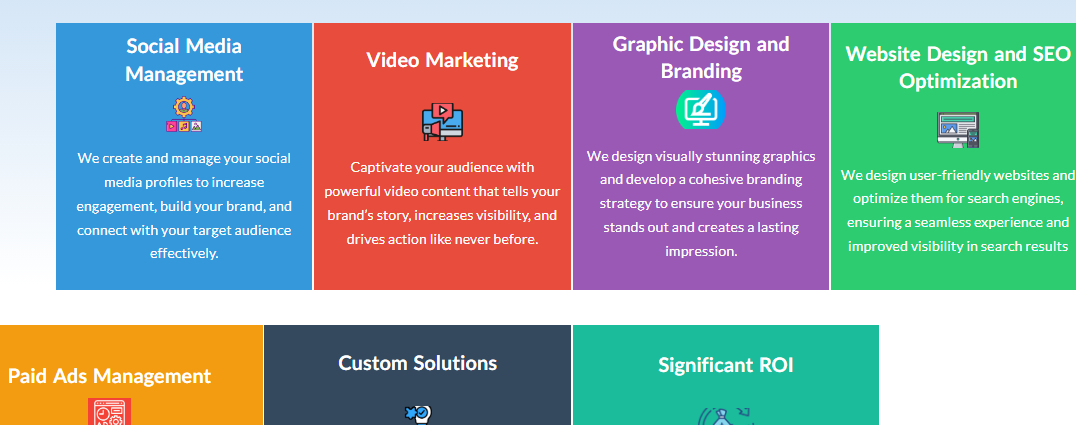 Social Media
Management
We create and manage your social
media profiles to increase
engagement, build your brand, and
connect with your target audience
effectively.
Video Marketing
Captivate your audience with
powerful video content that tells your
brand's story, increases visibility, and
drives action like never before.
Graphic Design and
Branding
We design visually stunning graphics
and develop a cohesive branding
strategy to ensure your business
stands out and creates a lasting
impression.
Website Design and SEO
Optimization
We design user-friendly websites and
optimize them for search engines,
ensuring a seamless experience and
improved visibility in search results
Paid Ads Management
Custom Solutions
Significant ROI